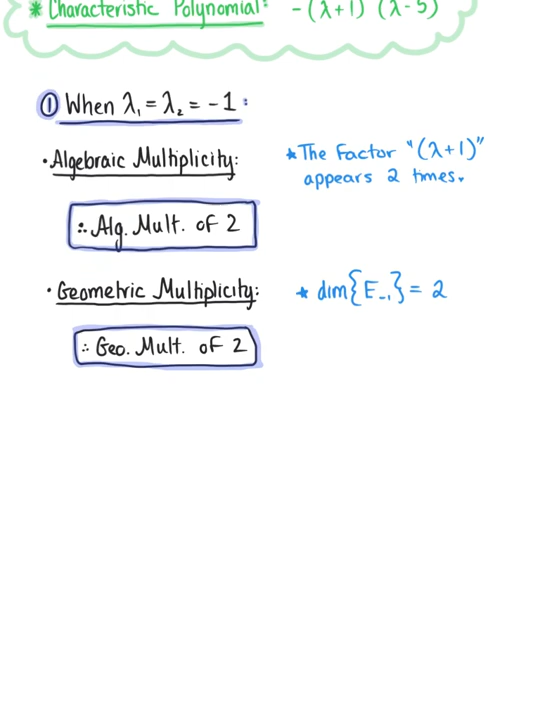 * Characteristic Polynomial: -(λ+1) (λ-5)
① When λ₁ = λ₂ = -1:
• Algebraic Multiplicity:
* The Factor "(λ+1)"
appears 2 times.
∴ Alg. Mult. of 2
• Geometric Multiplicity:
* dim{E₋₁} = 2
∴ Geo. Mult. of 2